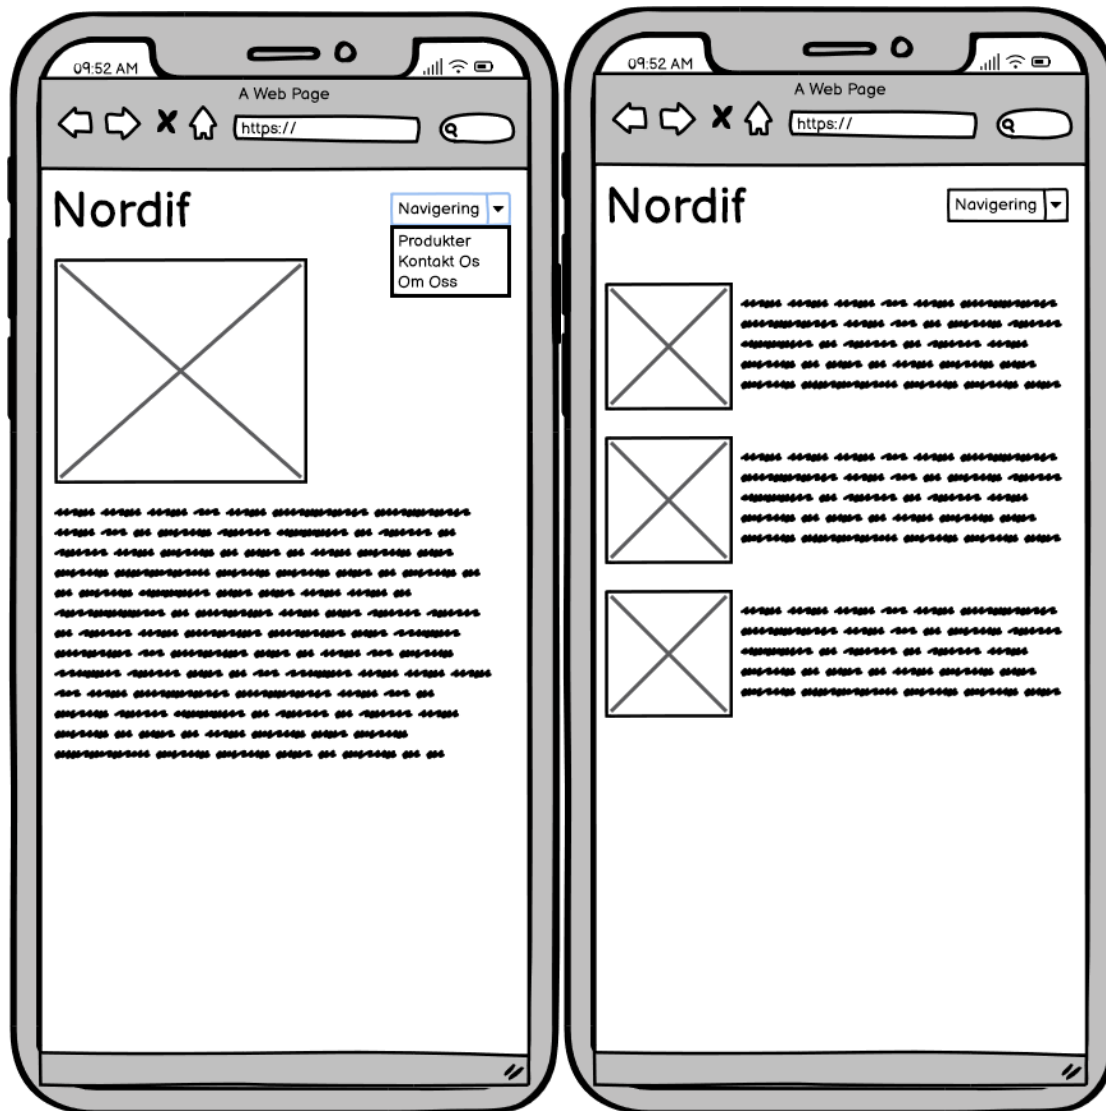 09:52 AM
A Web Page
https://
Nordif
Navigering
Produkter
Kontakt Os
Om Oss
09:52 AM
A Web Page
https://
Nordif
Navigering